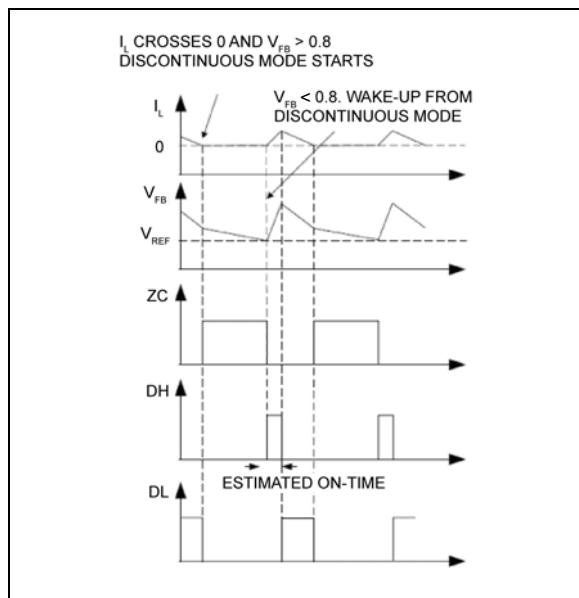 I_L CROSSES 0 AND V_FB > 0.8
DISCONTINUOUS MODE STARTS
V_FB < 0.8. WAKE-UP FROM
DISCONTINUOUS MODE
I_L
0
V_FB
V_REF
ZC
DH
ESTIMATED ON-TIME
DL